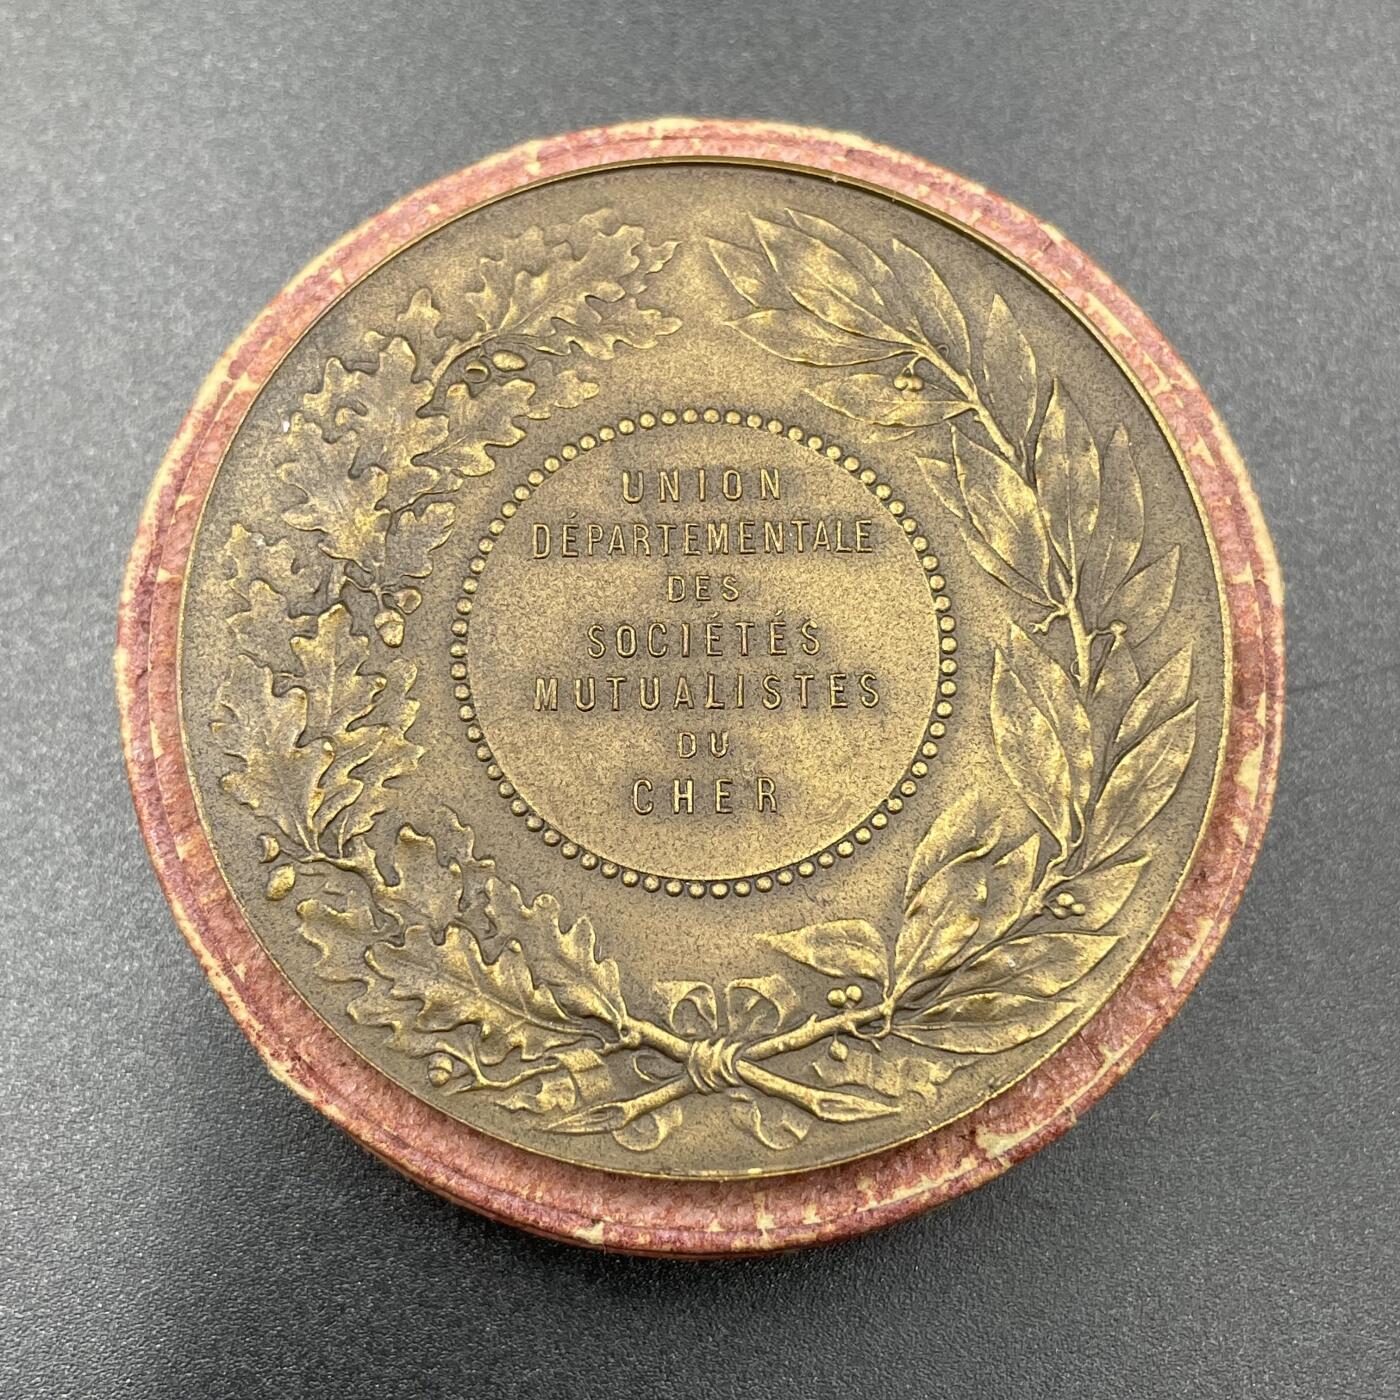 UNION
DÉPARTEMENTALE
DES
SOCIÉTÉS
MUTUALISTES
DU
CHER